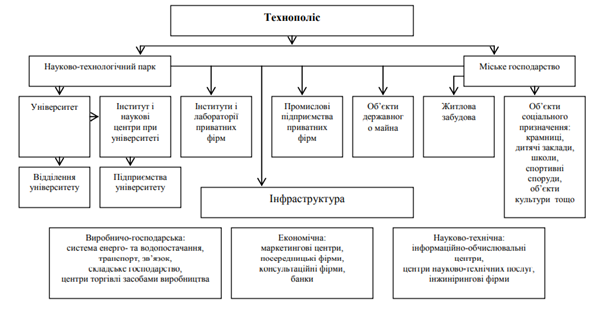 Технополіс
Науково-технологічний парк
Міське господарство
Університет
Інститут і
наукові
центри при
університеті
Інститути і
лабораторії
приватних
фірм
Промислові
підприємства
приватних
фірм
Об’єкти
державног
о майна
Житлова
забудова
Об’єкти
соціального
призначення:
крамниці,
дитячі заклади,
школи,
спортивні
споруди,
об’єкти
культури тощо
Відділення
університету
Підприємства
університету
Інфраструктура
Виробничо-господарська:
система енерго- та водопостачання,
транспорт, зв’язок,
складське господарство,
центри торгівлі засобами виробництва
Економічна:
маркетингові центри,
посередницькі фірми,
консультаційні фірми,
банки
Науково-технічна:
інформаційно-обчислювальні
центри,
центри науково-технічних послуг,
інжинірингові фірми